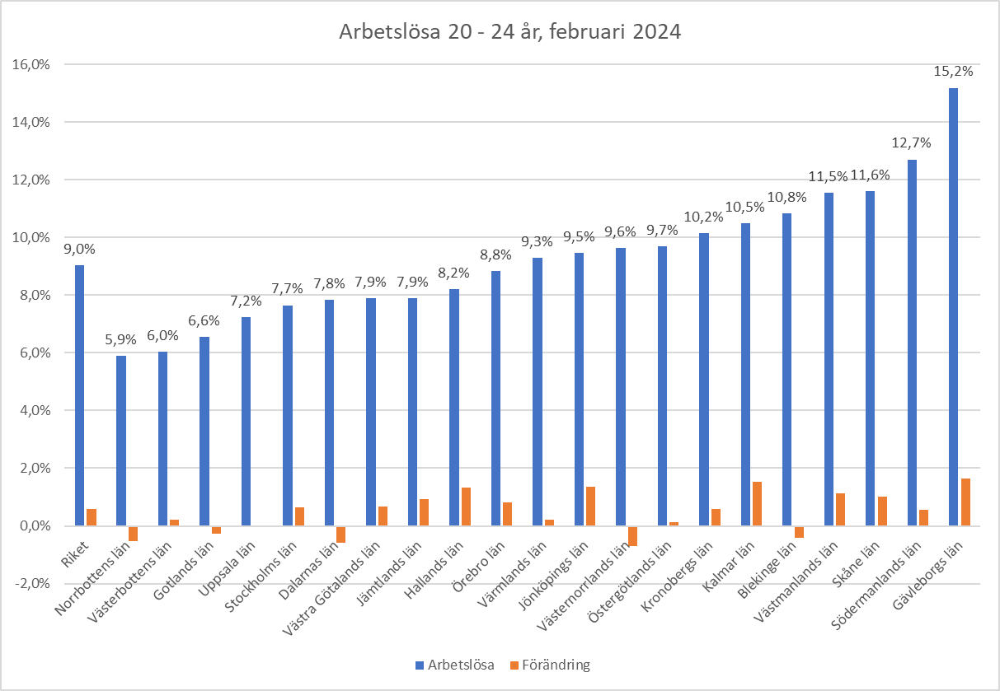 Arbetslösa 20 - 24 år, februari 2024
16,0%
14,0%
12,0%
10,0%
8,0%
6,0%
4,0%
2,0%
0,0%
-2,0%
9,0%
5,9%
6,0%
6,6%
7,2%
7,7%
7,8%
7,9%
7,9%
8,2%
8,8%
9,3%
9,5%
9,6%
9,7%
10,2%
10,5%
10,8%
11,5%
11,6%
12,7%
15,2%
Riket
Norrbottens län
Västerbottens län
Gotlands län
Uppsala län
Stockholms län
Dalarnas län
Västra Götalands län
Jämtlands län
Hallands län
Örebro län
Värmlands län
Jönköpings län
Västernorrlands län
Östergötlands län
Kronobergs län
Kalmar län
Blekinge län
Västmanlands län
Skåne län
Södermanlands län
Gävleborgs län
Arbetslösa
Förändring